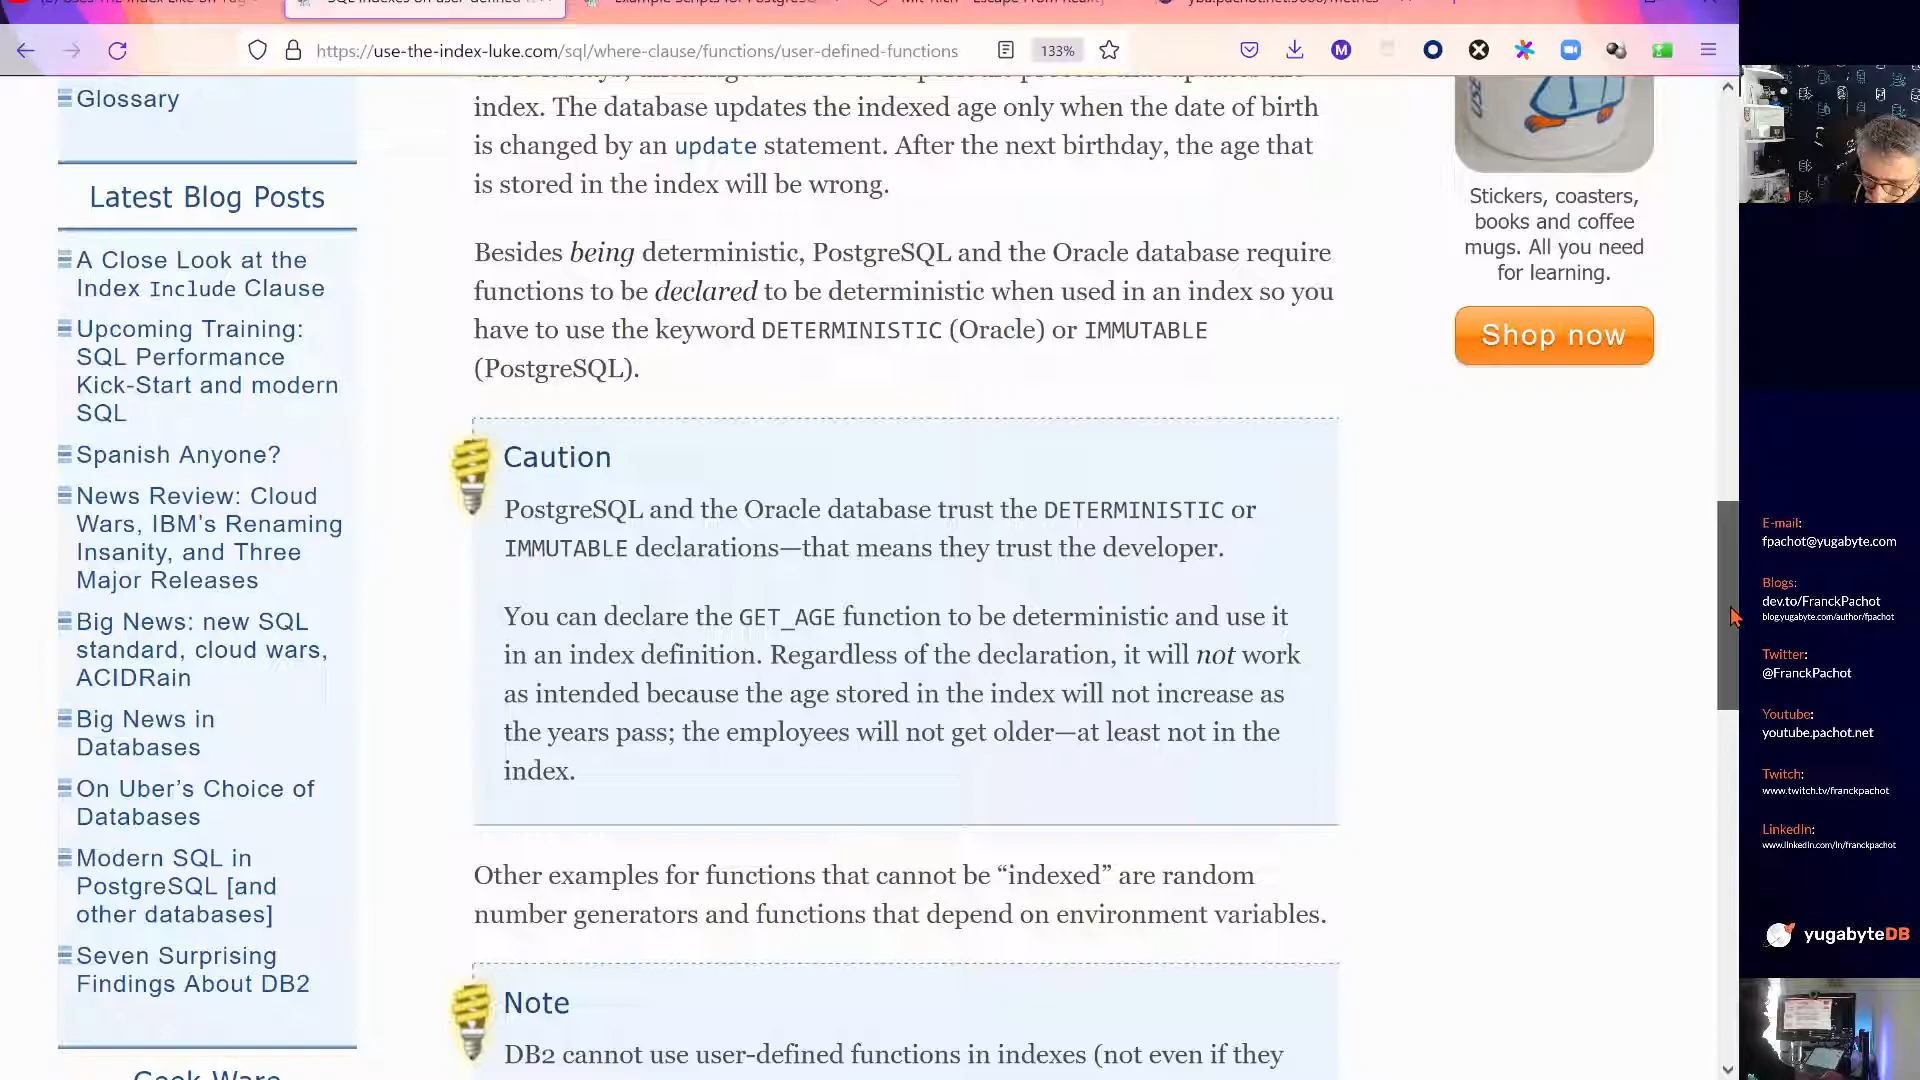 https://use-the-index-luke.com/sql/where-clause/functions/user-defined-functions
133%
Glossary
Latest Blog Posts
A Close Look at the
Index Include Clause
Upcoming Training:
SQL Performance
Kick-Start and modern
SQL
Spanish Anyone?
News Review: Cloud
Wars, IBM’s Renaming
Insanity, and Three
Major Releases
Big News: new SQL
standard, cloud wars,
ACIDRain
Big News in
Databases
On Uber’s Choice of
Databases
Modern SQL in
PostgreSQL [and
other databases]
Seven Surprising
Findings About DB2
index. The database updates the indexed age only when the date of birth
is changed by an update statement. After the next birthday, the age that
is stored in the index will be wrong.
Besides being deterministic, PostgreSQL and the Oracle database require
functions to be declared to be deterministic when used in an index so you
have to use the keyword DETERMINISTIC (Oracle) or IMMUTABLE
(PostgreSQL).
Caution
PostgreSQL and the Oracle database trust the DETERMINISTIC or
IMMUTABLE declarations—that means they trust the developer.
You can declare the GET_AGE function to be deterministic and use it
in an index definition. Regardless of the declaration, it will not work
as intended because the age stored in the index will not increase as
the years pass; the employees will not get older—at least not in the
index.
Other examples for functions that cannot be “indexed” are random
number generators and functions that depend on environment variables.
Note
DB2 cannot use user-defined functions in indexes (not even if they
Stickers, coasters,
books and coffee
mugs. All you need
for learning.
Shop now
E-mail:
fpachot@yugabyte.com
Blogs:
dev.to/FranckPachot
blog.yugabyte.com/author/fpachot
Twitter:
@FranckPachot
Youtube:
youtube.pachot.net
Twitch:
www.twitch.tv/franckpachot
LinkedIn:
www.linkedin.com/in/franckpachot
yugabyteDB